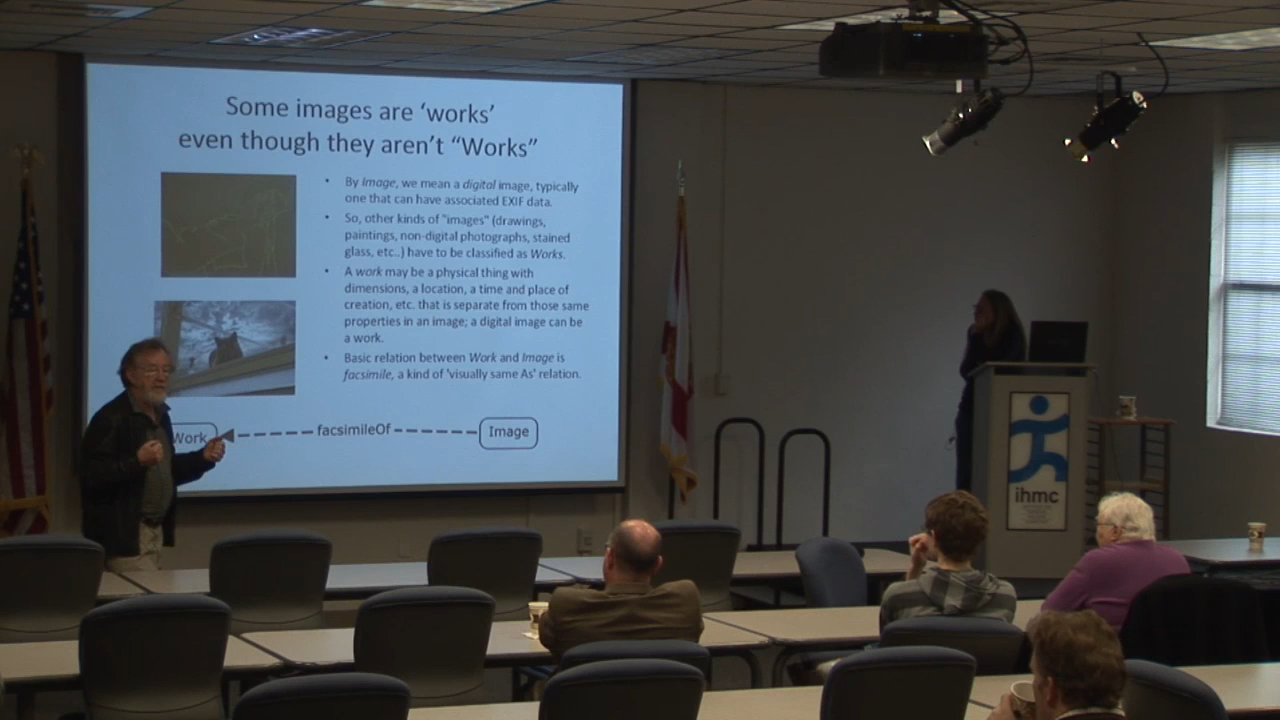 Some images are ‘works’
even though they aren’t “Works”
• By Image, we mean a digital image, typically
one that can have associated EXIF data.
• So, other kinds of "images" (drawings,
paintings, non-digital photographs, stained
glass, etc..) have to be classified as Works.
• A work may be a physical thing with
dimensions, a location, a time and place of
creation, etc. that is separate from those same
properties in an image; a digital image can be
a work.
• Basic relation between Work and Image is
facsimile, a kind of 'visually same As' relation.
Work facsimileOf Image
ihmc